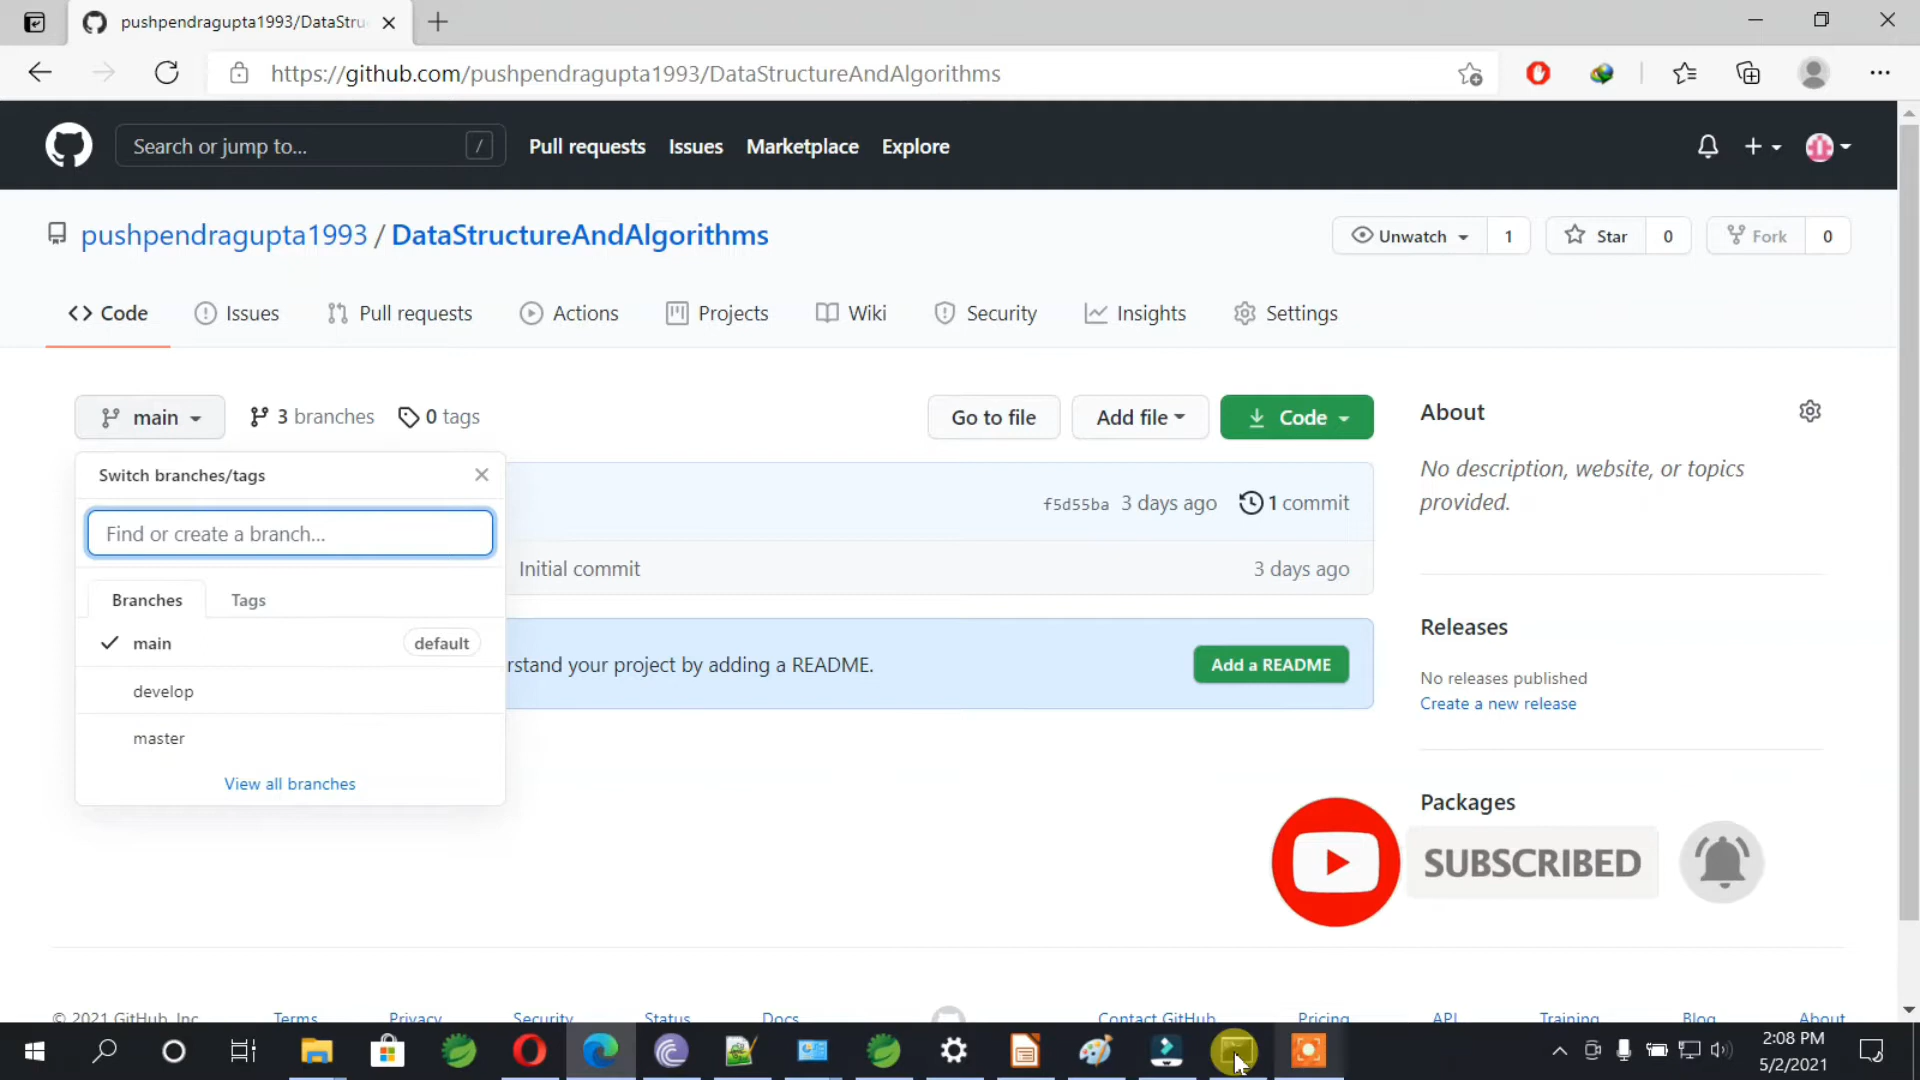 pushpendragupta1993/DataStru
https://github.com/pushpendragupta1993/DataStructureAndAlgorithms
Search or jump to... /
Pull requests Issues Marketplace Explore
pushpendragupta1993 / DataStructureAndAlgorithms
Unwatch 1 Star 0 Fork 0
Code Issues Pull requests Actions Projects Wiki Security Insights Settings
main 3 branches 0 tags Go to file Add file Code
About
No description, website, or topics
provided.
Switch branches/tags
Find or create a branch...
f5d55ba 3 days ago 1 commit
Initial commit 3 days ago
Branches Tags
main default
develop
master
View all branches
rstand your project by adding a README. Add a README
Releases
No releases published
Create a new release
Packages
SUBSCRIBED
© 2021 GitHub, Inc. Terms Privacy Security Status Docs Contact GitHub Pricing API Training Blog About
2:08 PM
5/2/2021